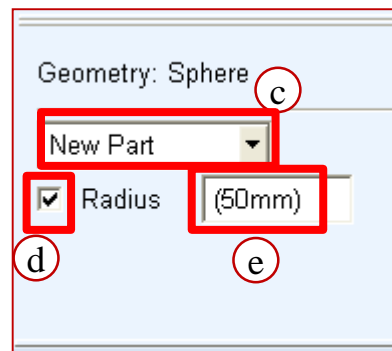 Geometry: Sphere
c
New Part
Radius (50mm)
d
e